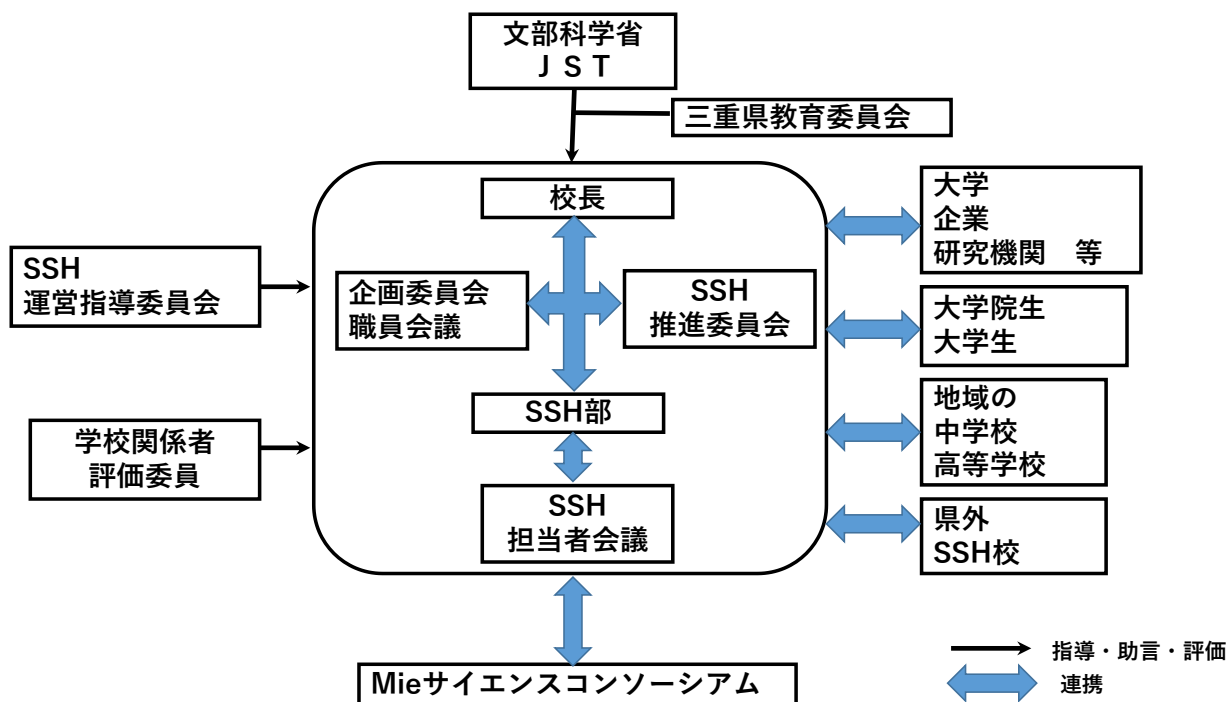 文部科学省
ＪＳＴ
三重県教育委員会
校長
大学
企業
研究機関　等
SSH
運営指導委員会
企画委員会
職員会議
SSH
推進委員会
大学院生
大学生
SSH部
地域の
中学校
高等学校
学校関係者
評価委員
SSH
担当者会議
県外
SSH校
指導・助言・評価
連携
Mieサイエンスコンソーシアム